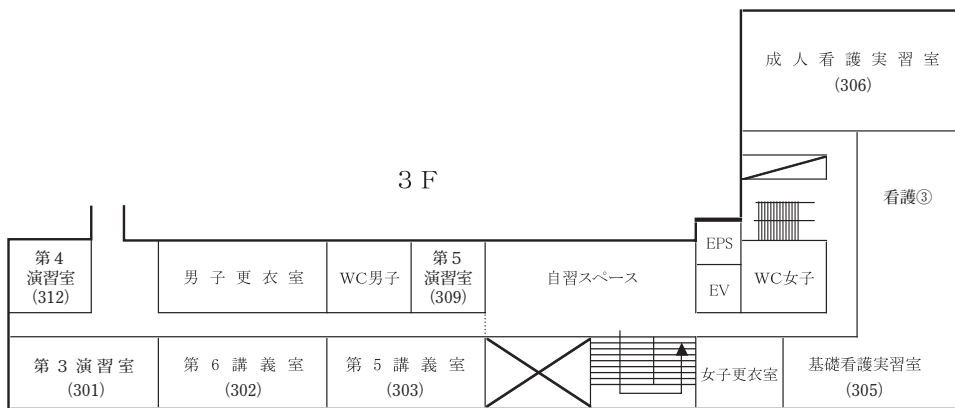 成人看護実習室
(306)
3F
看護③
EPS
第4
演習室
(312)
男子更衣室
WC男子
第5
演習室
(309)
自習スペース
EV
WC女子
第3演習室
(301)
第6講義室
(302)
第5講義室
(303)
女子更衣室
基礎看護実習室
(305)